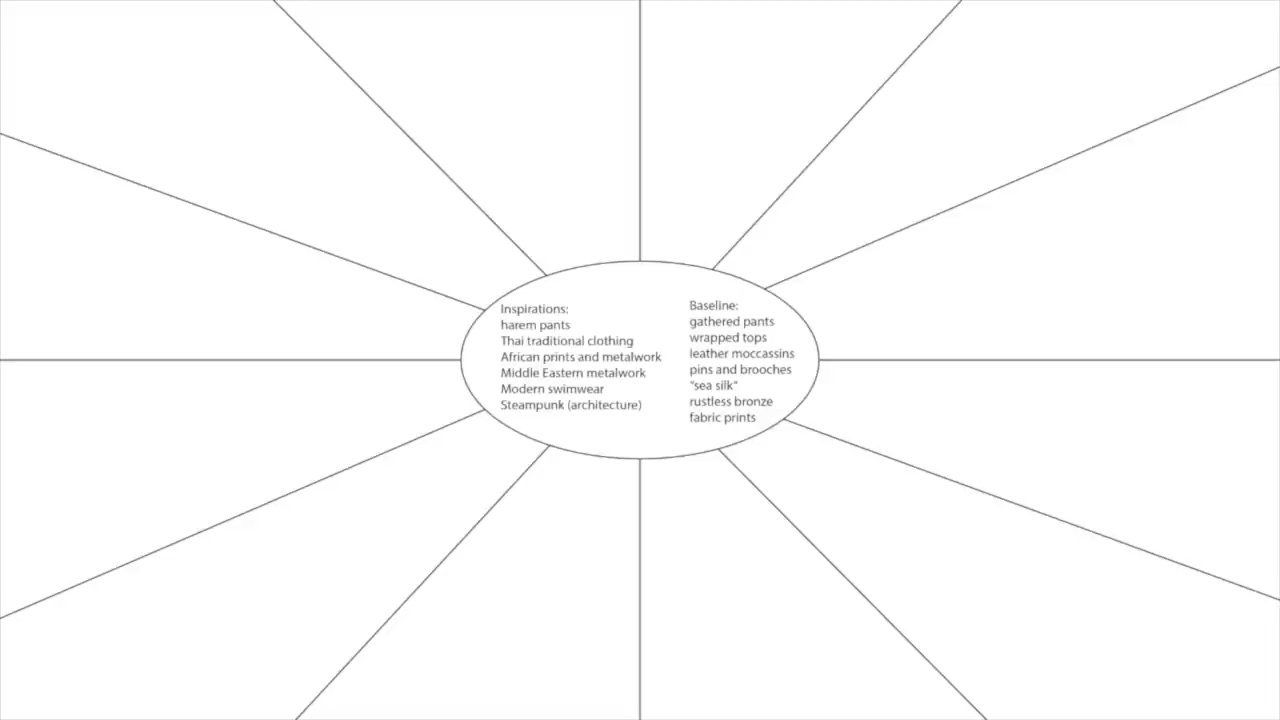 Inspirations:
harem pants
Thai traditional clothing
African prints and metalwork
Middle Eastern metalwork
Modern swimwear
Steampunk (architecture)
Baseline:
gathered pants
wrapped tops
leather moccassins
pins and brooches
"sea silk"
rustless bronze
fabric prints